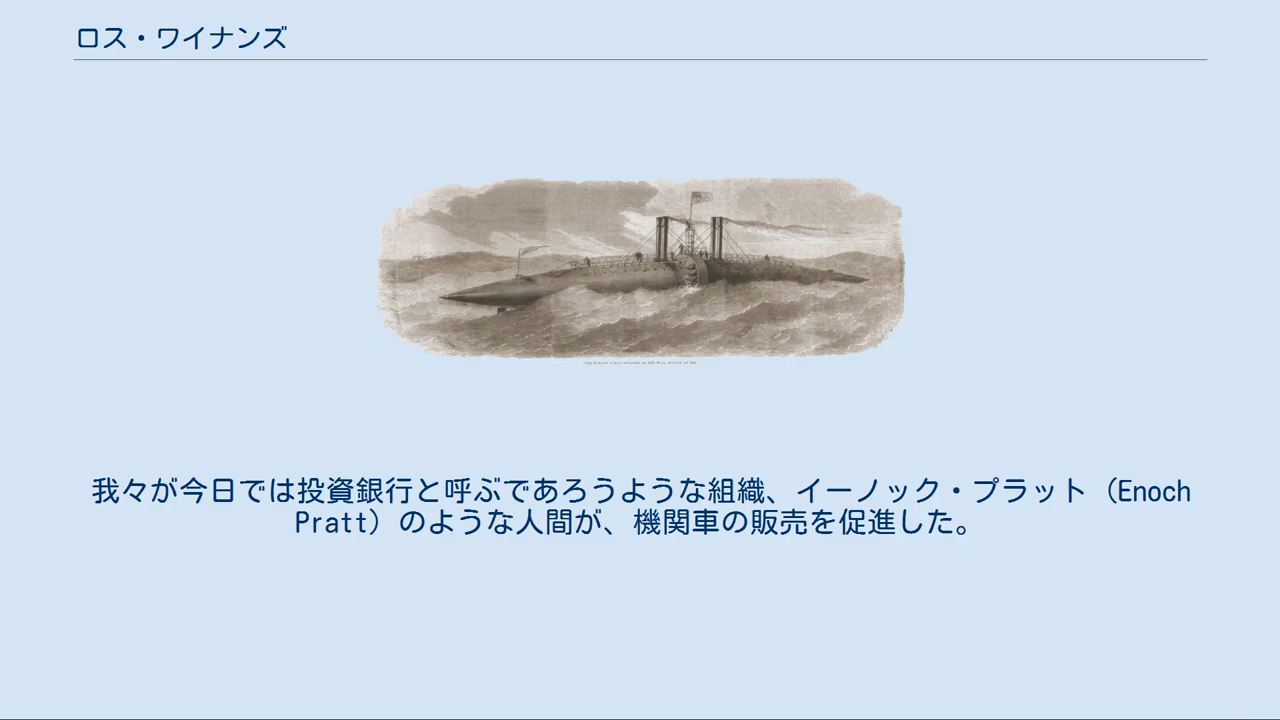 ロス・ワイナンズ
我々が今日では投資銀行と呼ぶであろうような組織、イーノック・プラット（Enoch
Pratt）のような人間が、機関車の販売を促進した。